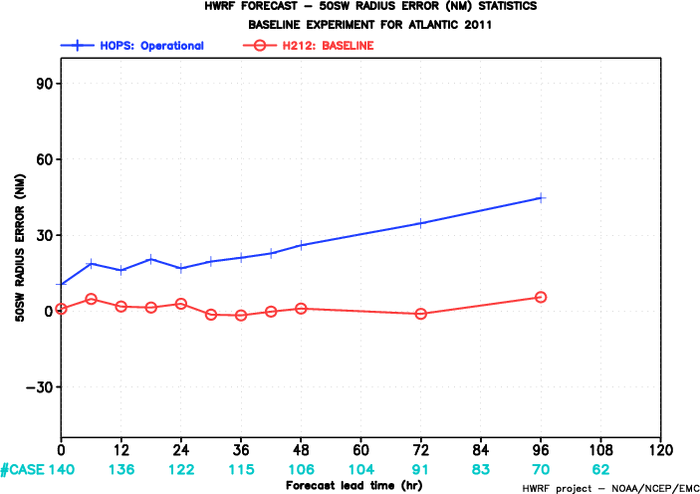 HWRF FORECAST – 50SW RADIUS ERROR (NM) STATISTICS
BASELINE EXPERIMENT FOR ATLANTIC 2011
HOPS: Operational H212: BASELINE
90
60
30
0
−30
50SW RADIUS ERROR (NM)
0 12 24 36 48 60 72 84 96 108 120
#CASE 140 136 122 115 106 104 91 83 70 62
Forecast lead time (hr)
HWRF project – NOAA/NCEP/EMC